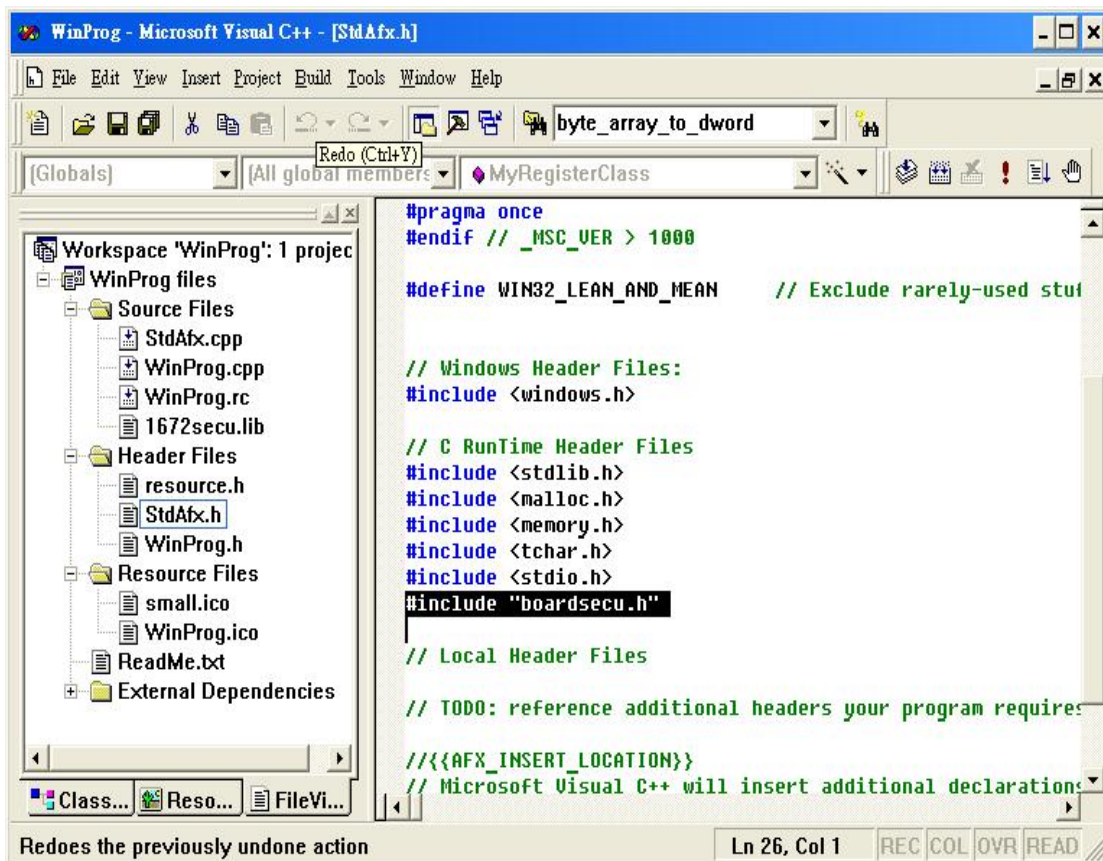 WinProg - Microsoft Visual C++ - [StdAfx.h]
File Edit View Insert Project Build Tools Window Help
byte_array_to_dword
Redo (Ctrl+Y)
(Globals)
(All global members
MyRegisterClass
Workspace 'WinProg': 1 projec
WinProg files
Source Files
StdAfx.cpp
WinProg.cpp
WinProg.rc
1672secu.lib
Header Files
resource.h
StdAfx.h
WinProg.h
Resource Files
small.ico
WinProg.ico
ReadMe.txt
External Dependencies
Class...
Reso...
FileVi...
#pragma once
#endif // _MSC_VER > 1000
#define WIN32_LEAN_AND_MEAN // Exclude rarely-used stuf
// Windows Header Files:
#include <windows.h>
// C RunTime Header Files
#include <stdlib.h>
#include <malloc.h>
#include <memory.h>
#include <tchar.h>
#include <stdio.h>
#include "boardsecu.h"
// Local Header Files
// TODO: reference additional headers your program requires
//{{AFX_INSERT_LOCATION}}
// Microsoft Visual C++ will insert additional declarations
Redoes the previously undone action
Ln 26, Col 1
REC COL OVR READ